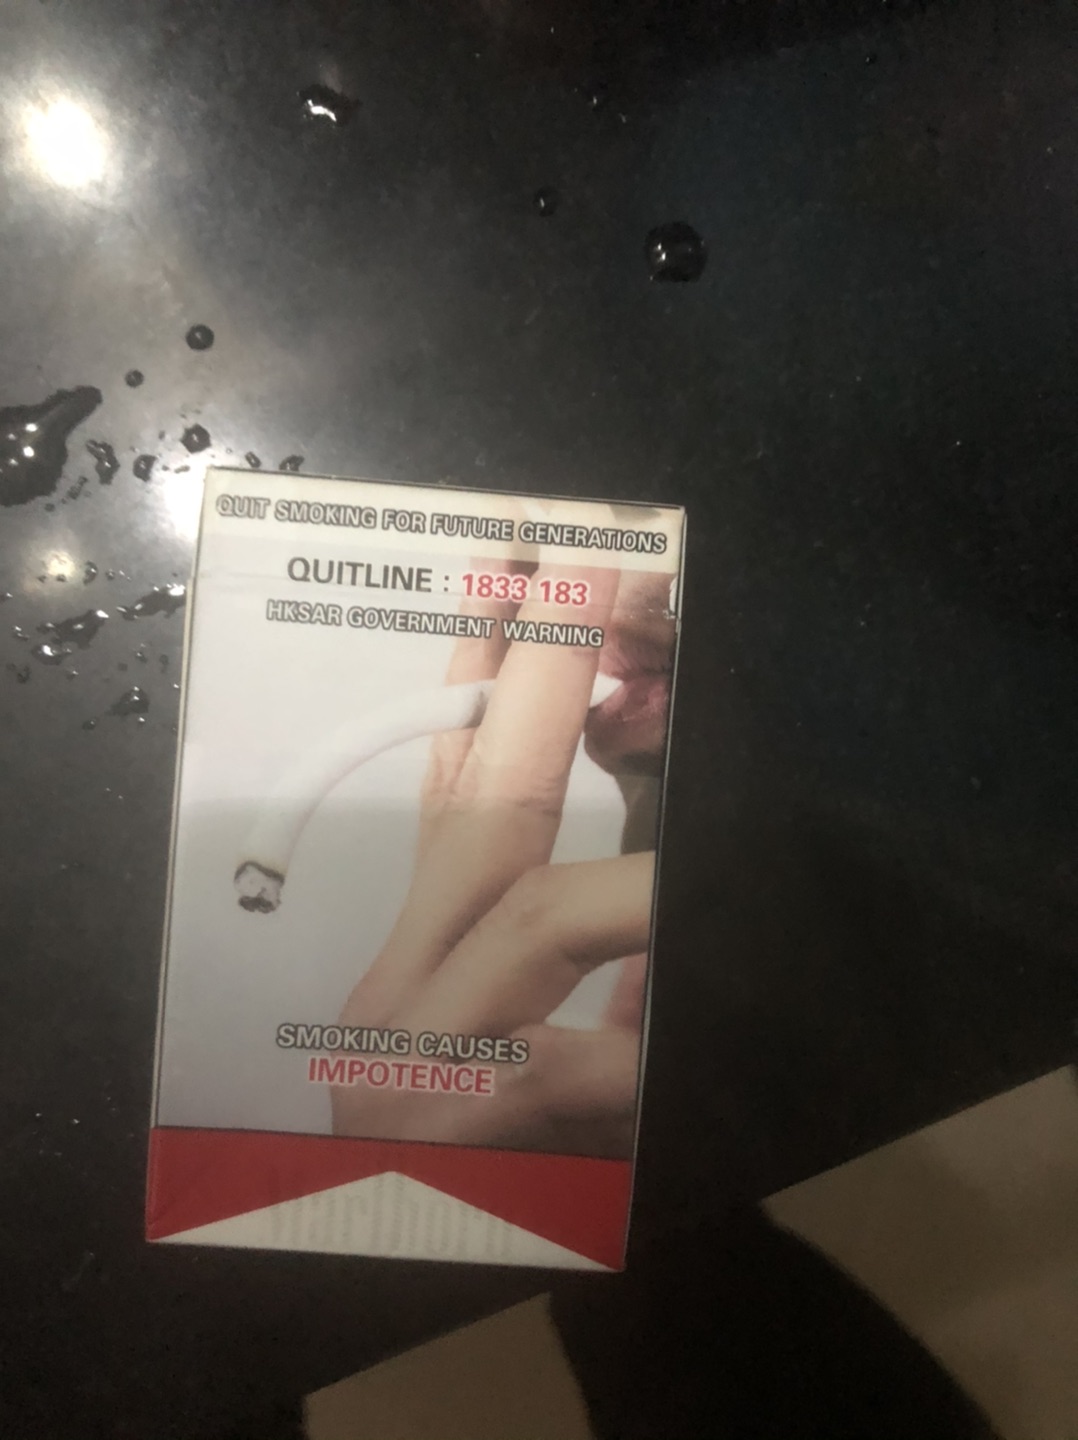 QUIT SMOKING FOR FUTURE GENERATIONS
QUITLINE : 1833 183
HKSAR GOVERNMENT WARNING
SMOKING CAUSES
IMPOTENCE